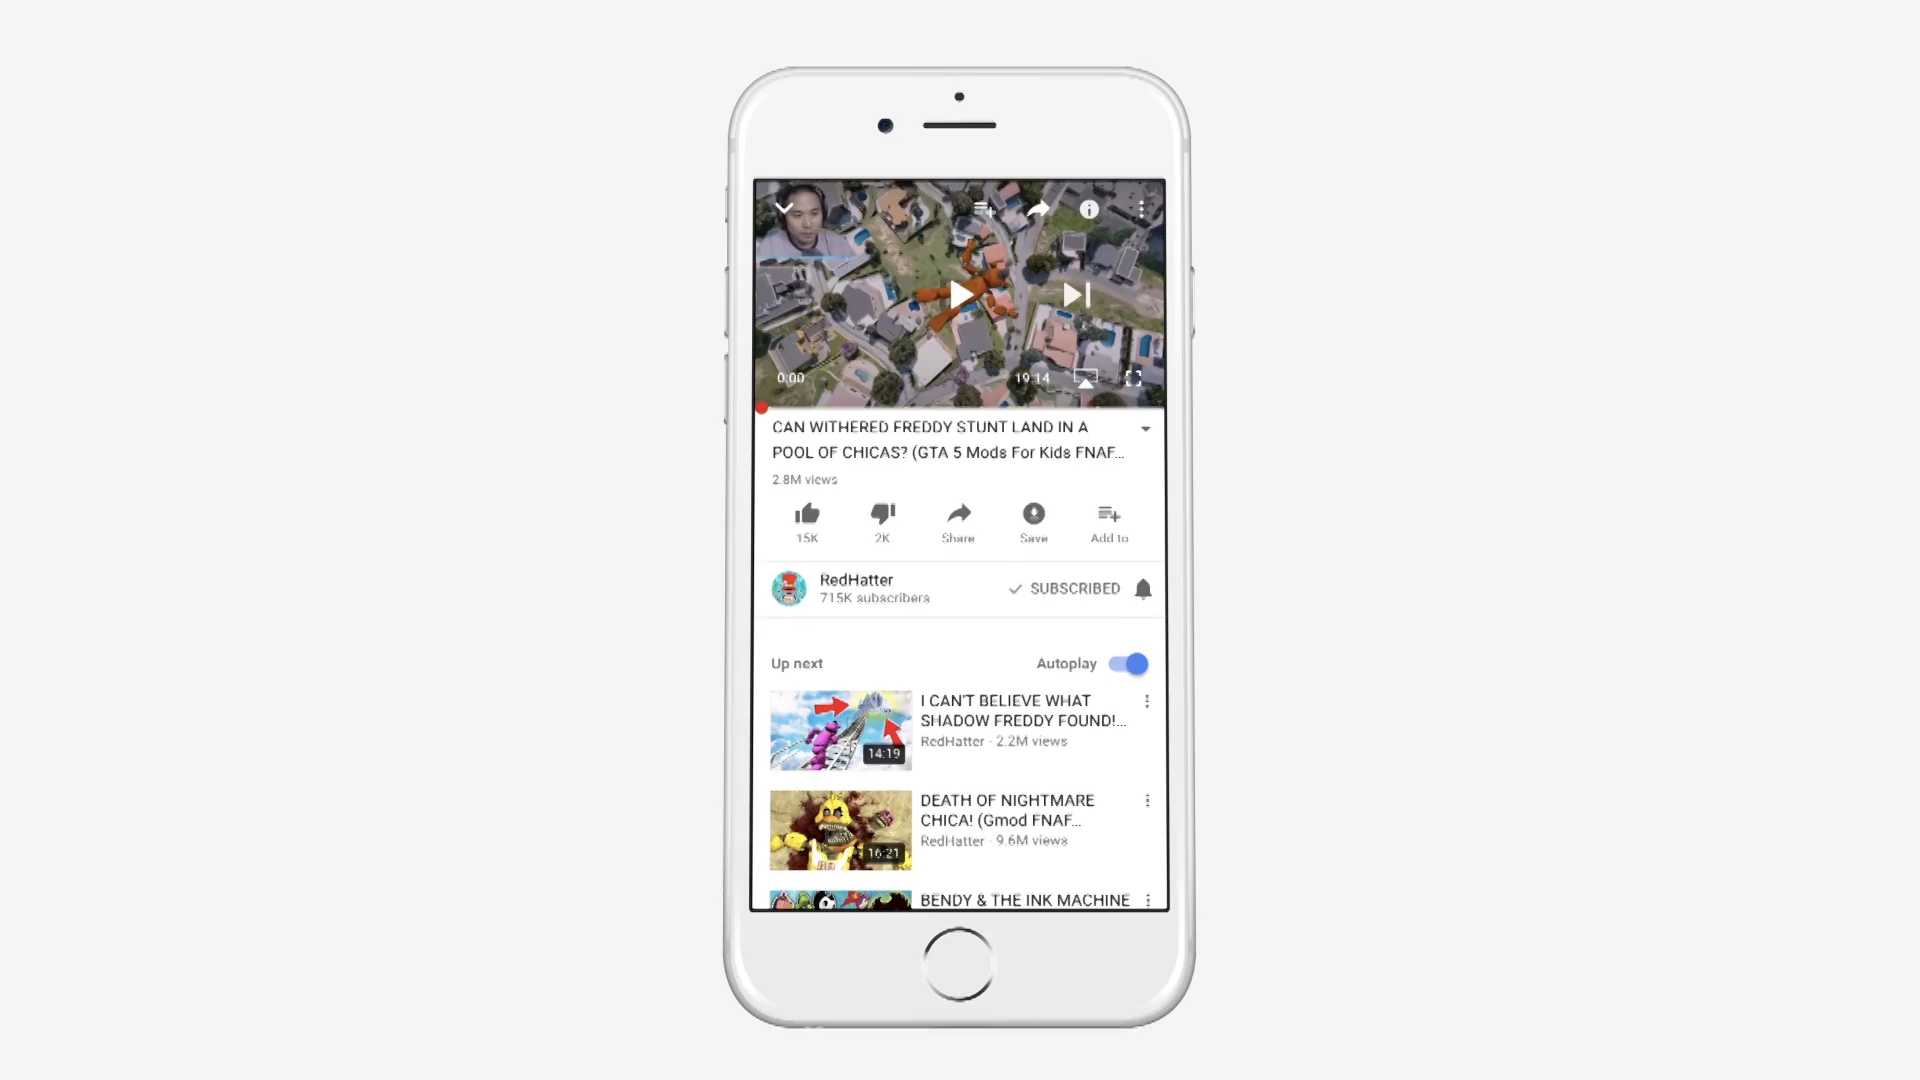 0:00
19:14
CAN WITHERED FREDDY STUNT LAND IN A
POOL OF CHICAS? (GTA 5 Mods For Kids FNAF...
2.8M views
15K
2K
Share
Save
Add to
RedHatter
715K subscribers
SUBSCRIBED
Up next
Autoplay
14:19
I CAN'T BELIEVE WHAT
SHADOW FREDDY FOUND!...
RedHatter · 2.2M views
16:21
DEATH OF NIGHTMARE
CHICA! (Gmod FNAF...
RedHatter · 9.6M views
BENDY & THE INK MACHINE